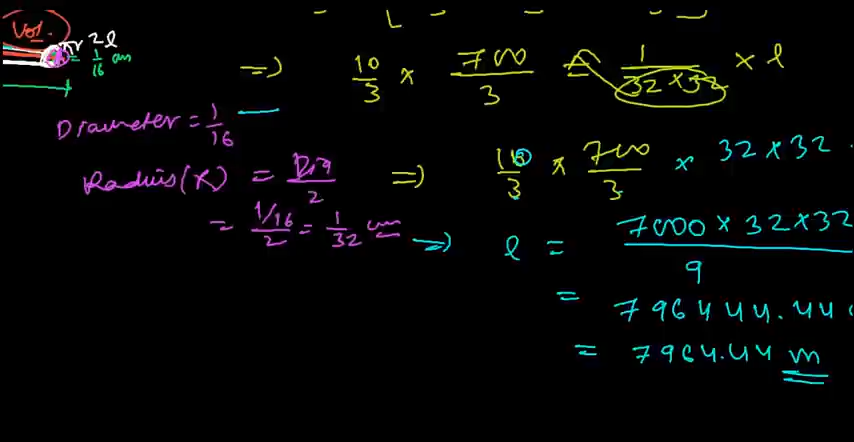 Vol. πr2l
= 1/16 cm
=) 10/3 × 700/3 = 1/(32×32) × l
Diameter = 1/16
Radius(R) = Dia/2
= (1/16)/2 = 1/32 cm
=) 10/3 × 700/3 × 32×32
=) l = (7000×32×32)/9
= 796444.44
= 7964.44 m